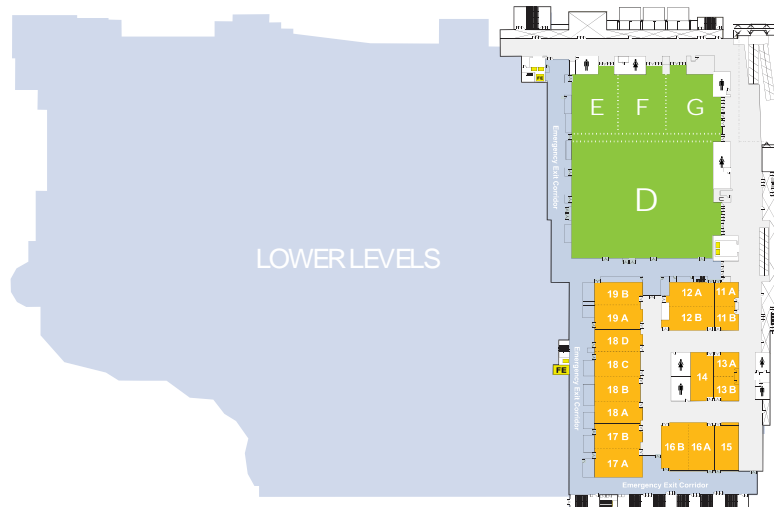 FE
E
F
G
Emergency Exit Corridor
D
LOWER LEVELS
19 B
12 A
11 A
19 A
12 B
11 B
18 D
18 C
14
13 A
FE
18 B
13 B
Emergency Exit Corridor
18 A
17 B
16 B
16 A
15
17 A
Emergency Exit Corridor